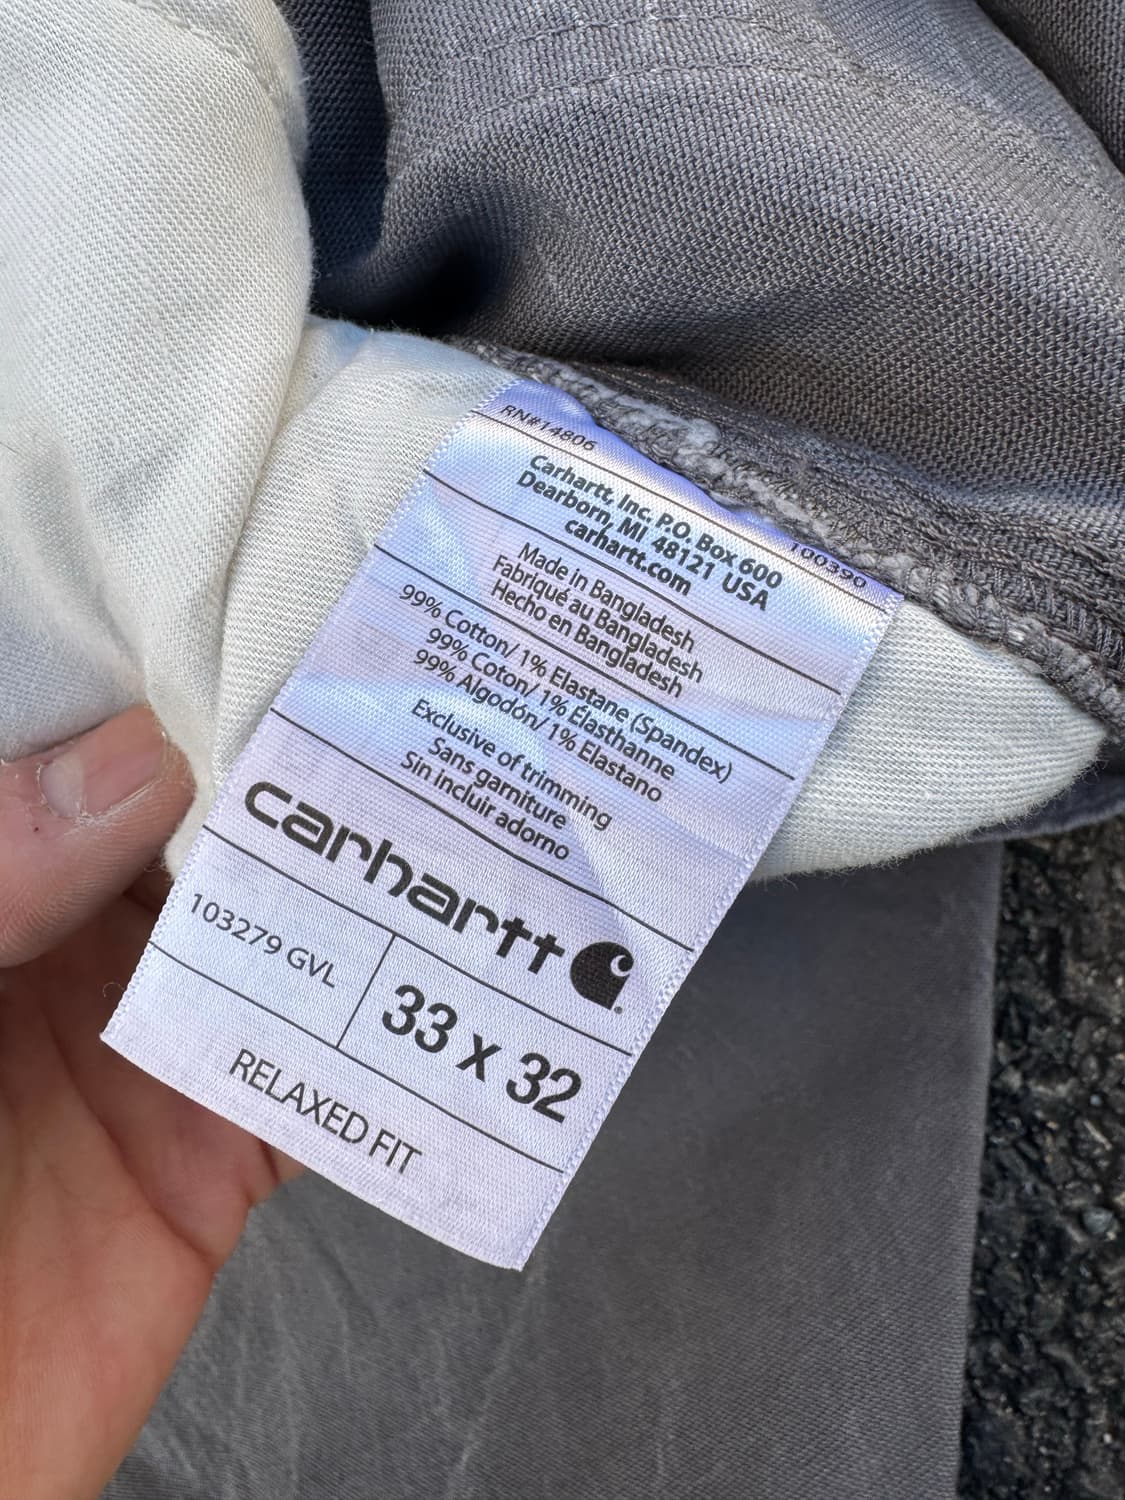 RN#14806
100390
Carhartt, Inc. P.O. Box 600
Dearborn, MI 48121 USA
carhartt.com
Made in Bangladesh
Fabriqué au Bangladesh
Hecho en Bangladesh
99% Cotton/ 1% Elastane (Spandex)
99% Coton/ 1% Élasthanne
99% Algodón/ 1% Elastano
Exclusive of trimming
Sans garniture
Sin incluir adorno
carhartt
103279 GVL
33 x 32
RELAXED FIT